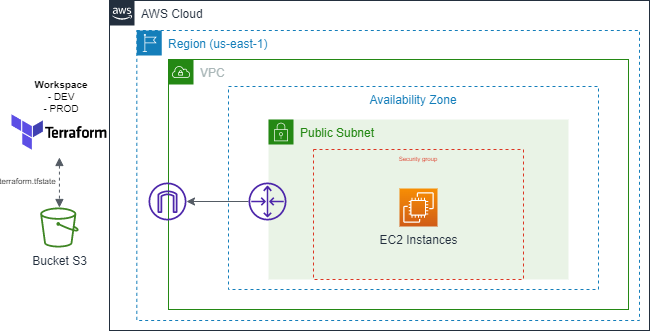 aws
AWS Cloud
Region (us-east-1)
VPC
Availability Zone
Public Subnet
Security group
EC2 Instances
Workspace
- DEV
- PROD
Terraform
terraform.tfstate
Bucket S3